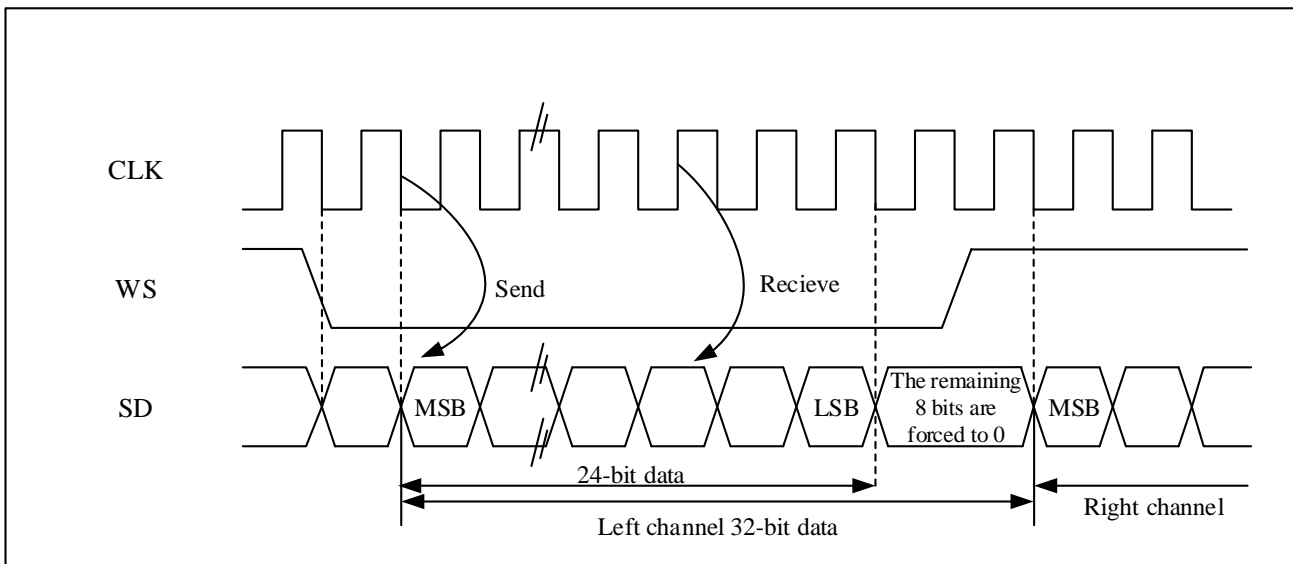 CLK
WS
Send
Recieve
SD
MSB
LSB
The remaining
8 bits are
forced to 0
MSB
24-bit data
Left channel 32-bit data
Right channel